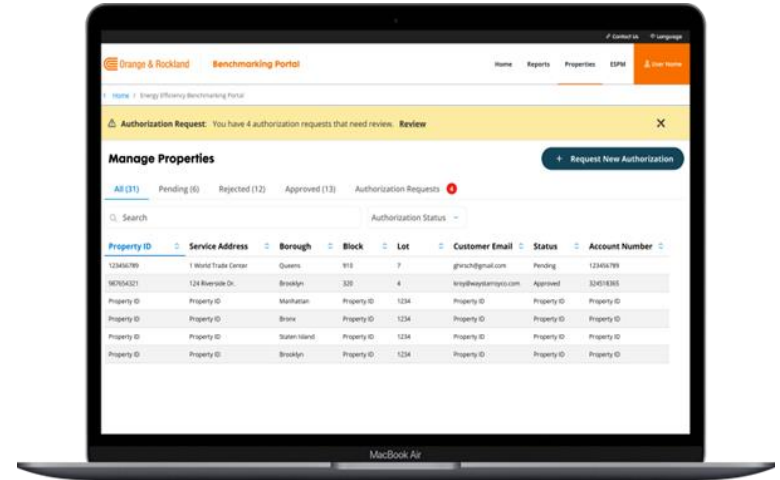 Contact Us Language
Orange & Rockland Benchmarking Portal Home Reports Properties ESPM User Name
Home / Energy Efficiency Benchmarking Portal
Authorization Request: You have 4 authorization requests that need review. Review X
Manage Properties + Request New Authorization
All (31) Pending (6) Rejected (12) Approved (13) Authorization Requests 4
Search Authorization Status
Property ID Service Address Borough Block Lot Customer Email Status Account Number
123456789 1 World Trade Center Queens 910 7 ghirsch@gmail.com Pending 123456789
987654321 124 Riverside Dr. Brooklyn 320 4 Approved 324518365
Property ID Property ID Manhattan Property ID 1234 Property ID Property ID Property ID
Property ID Property ID Bronx Property ID 1234 Property ID Property ID Property ID
Property ID Property ID Staten Island Property ID 1234 Property ID Property ID Property ID
Property ID Property ID Brooklyn Property ID 1234 Property ID Property ID Property ID
MacBook Air